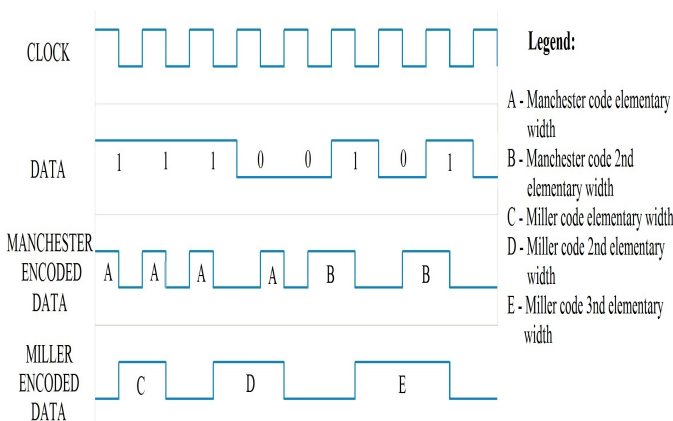 CLOCK
DATA
1 1 1 0 0 1 0 1
MANCHESTER
ENCODED
DATA
A A A A B B
MILLER
ENCODED
DATA
C D E
Legend:
A - Manchester code elementary
width
B - Manchester code 2nd
elementary width
C - Miller code elementary width
D - Miller code 2nd elementary
width
E - Miller code 3nd elementary
width